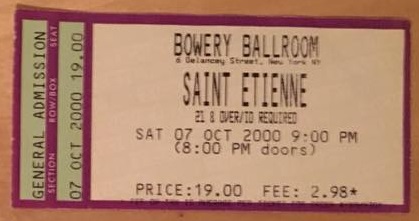 GENERAL ADMISSION
SECTION ROW/BOX SEAT
07 OCT 2000 19.00
BOWERY BALLROOM
6 Delancey Street, New York NY
SAINT ETIENNE
21 & OVER/ID REQUIRED
SAT 07 OCT 2000 9:00 PM
(8:00 PM doors)
PRICE:19.00 FEE: 2.98*